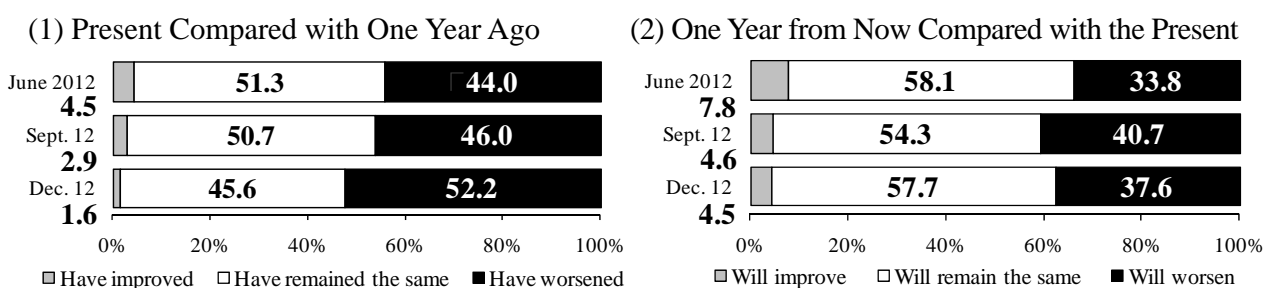 (1) Present Compared with One Year Ago
June 2012 51.3 44.0
4.5
Sept. 12 50.7 46.0
2.9
Dec. 12 45.6 52.2
1.6
0% 20% 40% 60% 80% 100%
Have improved Have remained the same Have worsened
(2) One Year from Now Compared with the Present
June 2012 58.1 33.8
7.8
Sept. 12 54.3 40.7
4.6
Dec. 12 57.7 37.6
4.5
0% 20% 40% 60% 80% 100%
Will improve Will remain the same Will worsen